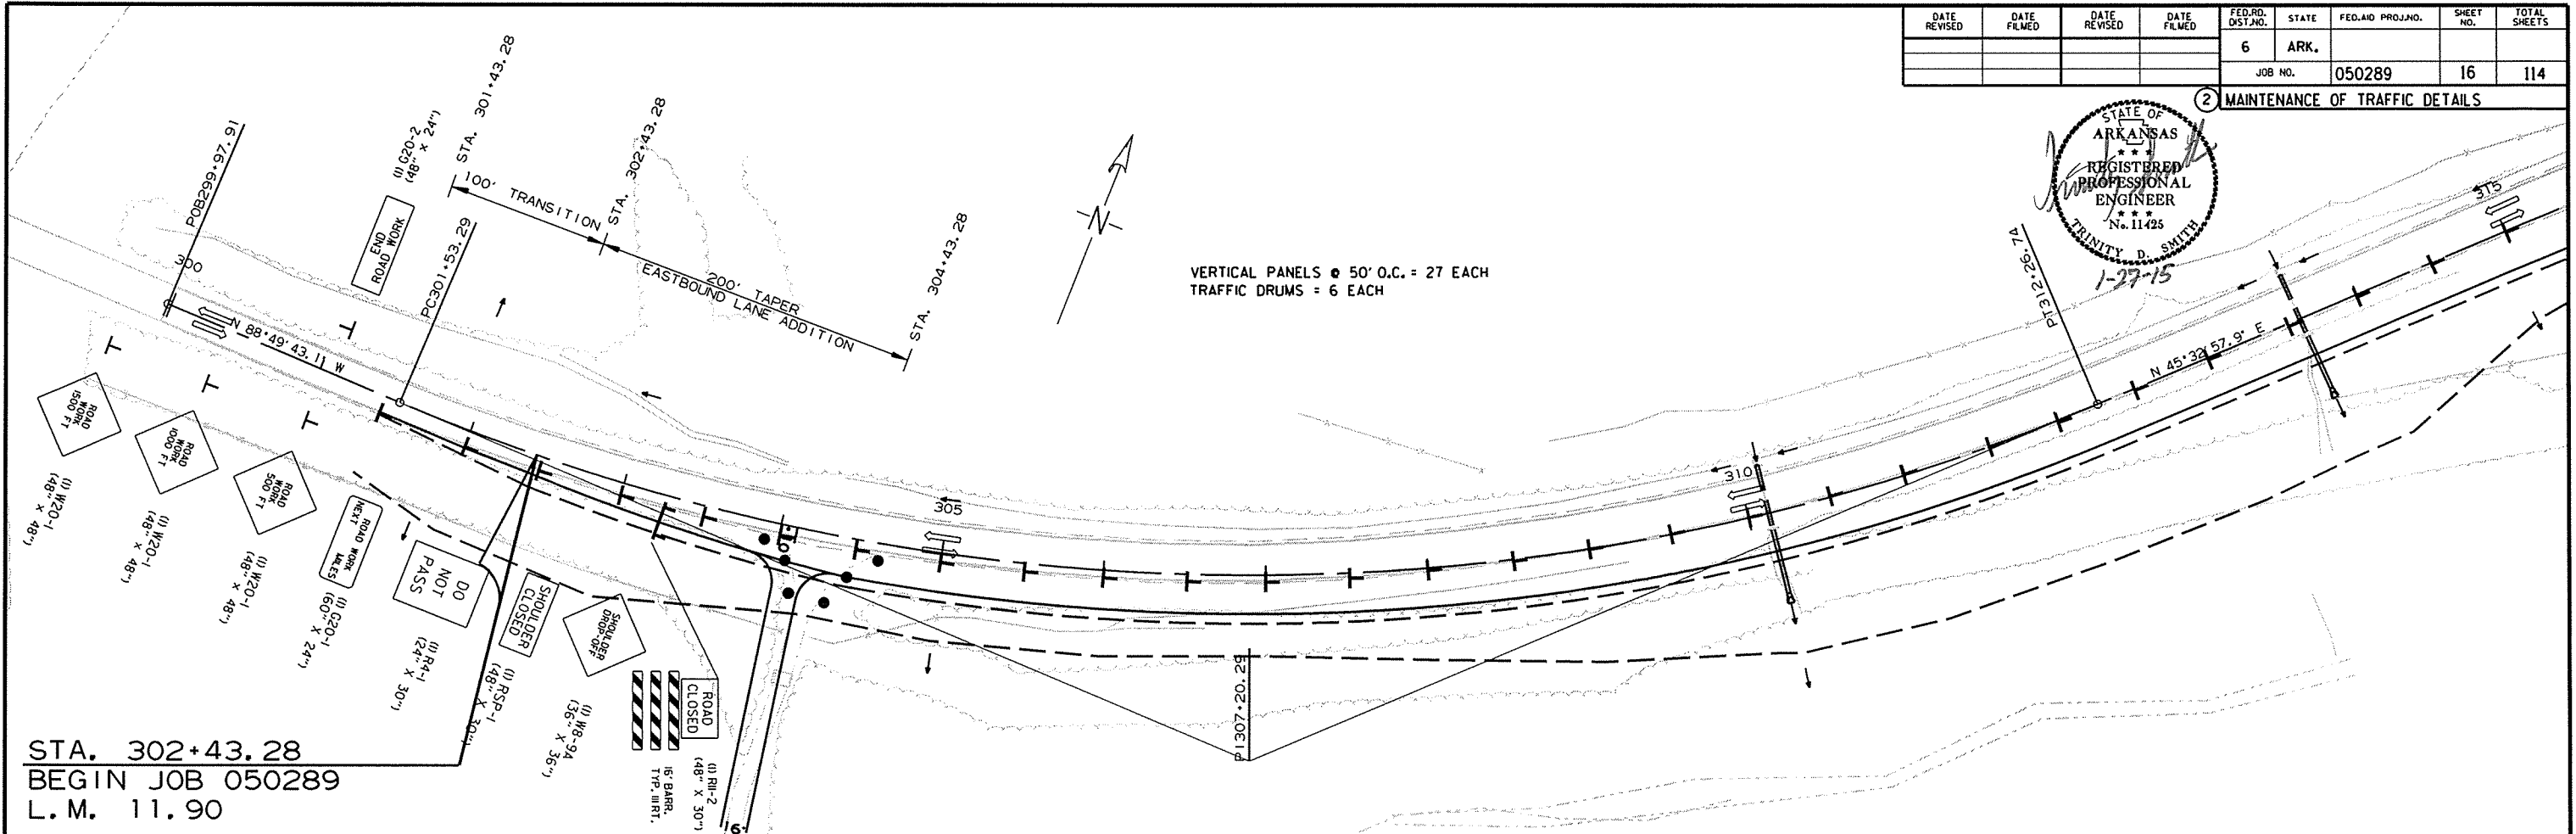 DATE REVISED
DATE FILMED
DATE REVISED
DATE FILMED
FED.RD. DIST.NO.
STATE
FED.AID PROJ.NO.
SHEET NO.
TOTAL SHEETS
6
ARK.
JOB NO.
050289
16
114
2 MAINTENANCE OF TRAFFIC DETAILS
STATE OF
ARKANSAS
REGISTERED
PROFESSIONAL
ENGINEER
No. 11425
TRINITY D. SMITH
1-27-15
POB299+97.91
300
N 88°49'43.11" W
(1) G20-2
(48" x 24")
END
ROAD WORK
STA. 301+43.28
100' TRANSITION
STA. 302+43.28
PC301+53.29
200' TAPER
EASTBOUND LANE ADDITION
STA. 304+43.28
N
VERTICAL PANELS @ 50' O.C. = 27 EACH
TRAFFIC DRUMS = 6 EACH
PT312+26.74
N 45°32'57.9" E
315
310
305
PI307+20.29
ROAD
WORK
1500 FT
(1) W20-1
(48" x 48")
ROAD
WORK
1000 FT
(1) W20-1
(48" x 48")
ROAD
WORK
500 FT
(1) W20-1
(48" x 48")
ROAD WORK
NEXT MILES
(1) G20-1
(60" X 24")
DO
NOT
PASS
(1) R4-1
(24" X 30")
SHOULDER
CLOSED
(1) RSP-1
(48" X 30")
SHOULDER
DROP-OFF
(1) W8-9A
(36" X 36")
ROAD
CLOSED
(1) R11-2
(48" X 30")
16' BARR.
TYP. III RT.
16'
STA. 302+43.28
BEGIN JOB 050289
L.M. 11.90